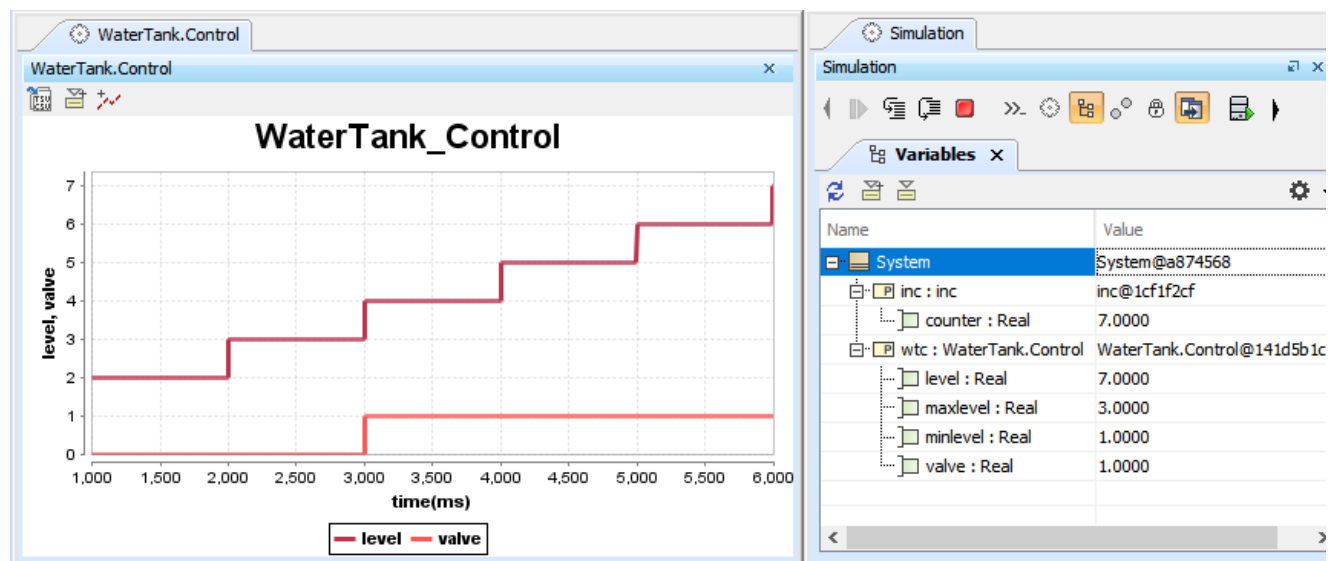 WaterTank.Control
WaterTank.Control
TSV
CSU
WaterTank_Control
7
6
5
4
3
2
1
0
level, valve
1,000 1,500 2,000 2,500 3,000 3,500 4,000 4,500 5,000 5,500 6,000
time(ms)
level valve
Simulation
Simulation
Variables
Name Value
System System@a874568
P inc : inc inc@1cf1f2cf
counter : Real 7.0000
P wtc : WaterTank.Control WaterTank.Control@141d5b1c
level : Real 7.0000
maxlevel : Real 3.0000
minlevel : Real 1.0000
valve : Real 1.0000